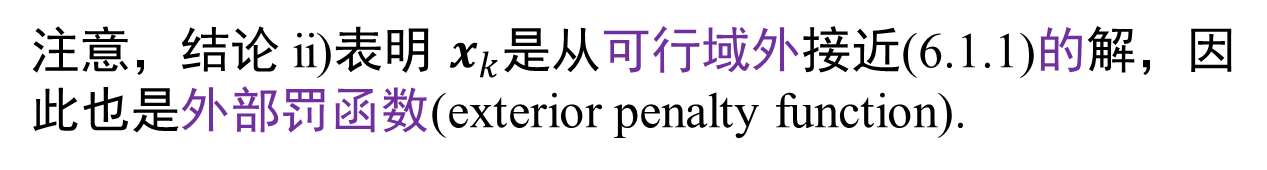 注意，结论 ii)表明 xk是从可行域外接近(6.1.1)的解，因
此也是外部罚函数(exterior penalty function).